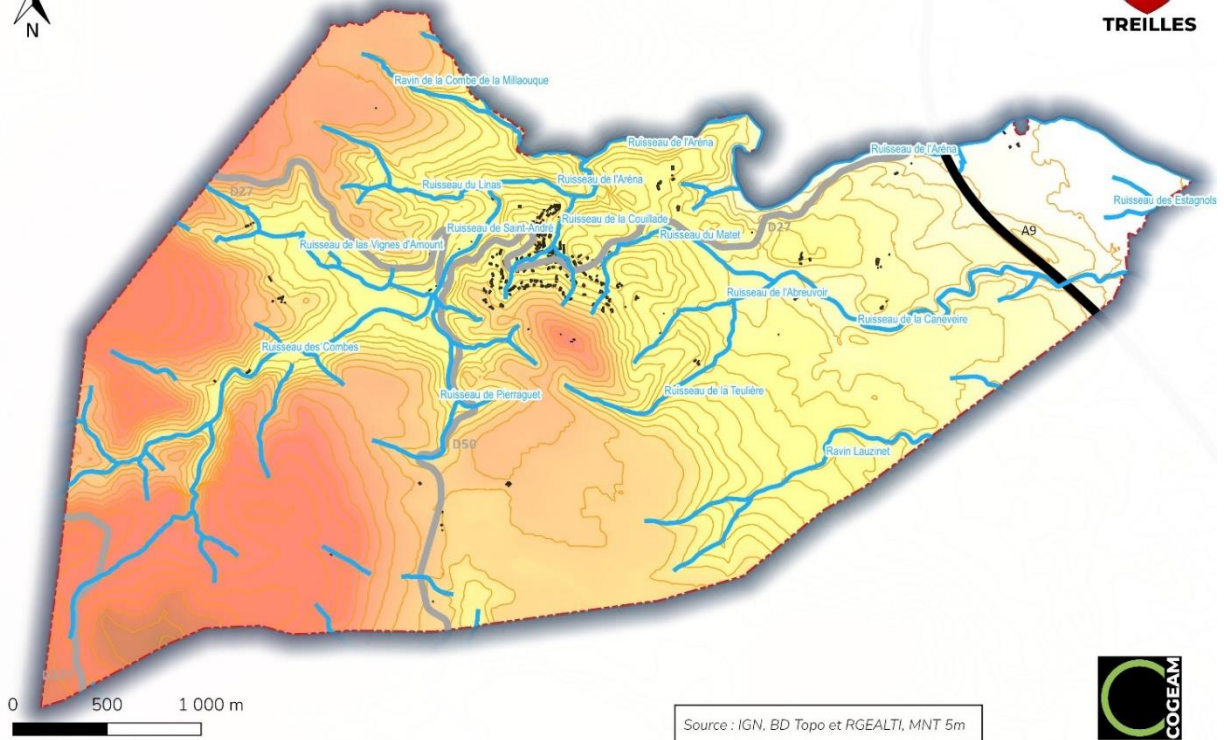 N
TREILLES
Ravin de la Combe de la Millaouque
Ruisseau de l'Aréna
Ruisseau de l'Aréna
Ruisseau de l'Aréna
D27
Ruisseau du Linas
Ruisseau des Estagnols
Ruisseau de la Couillade
Ruisseau de Saint-André
Ruisseau du Matet
D27
A9
Ruisseau de las Vignes d'Amount
Ruisseau de l'Abreuvoir
Ruisseau de la Caneveire
Ruisseau des Combes
Ruisseau de Pierraguet
Ruisseau de la Teulière
D50
Ravin Lauzinet
0 500 1 000 m
Source : IGN, BD Topo et RGEALTI, MNT 5m
COGEAM